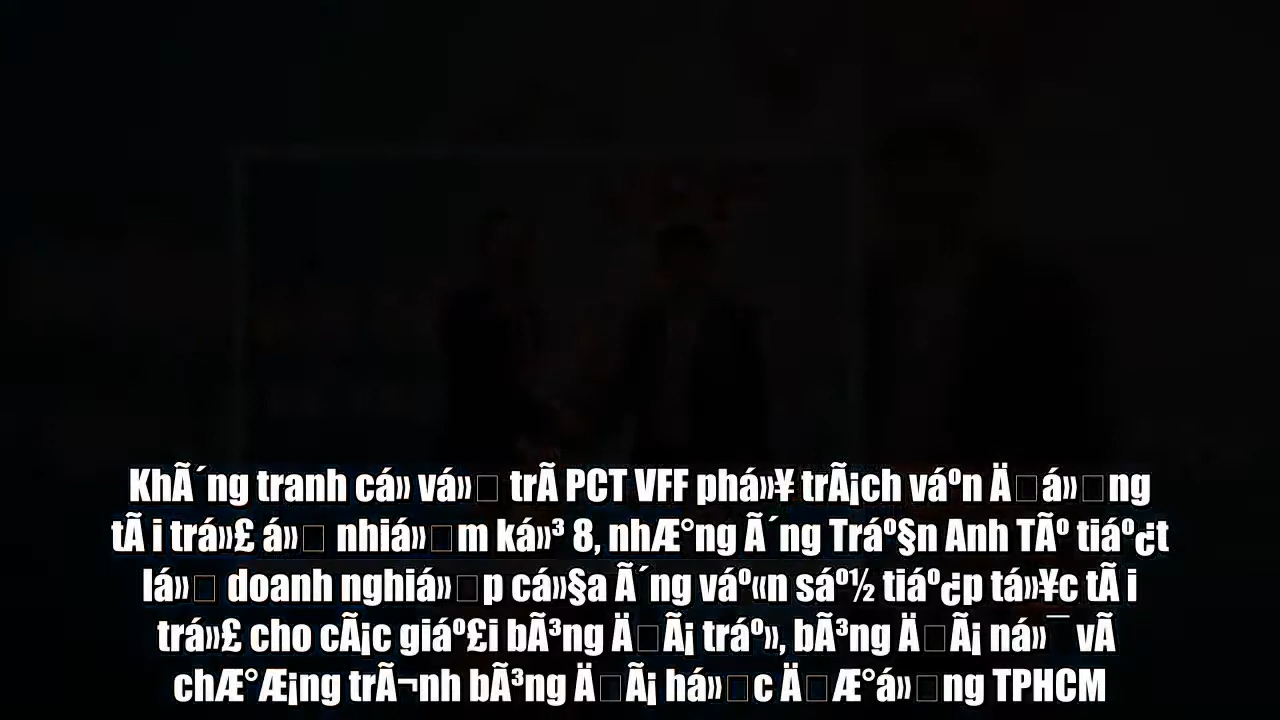 KhÃ´ng tranh cá» vá»□ trÃ­ PCT VFF phá»¥ trÃ¡ch váº­n Ä□á»□ng
tÃ i trá»£ á»□ nhiá»□m ká»³ 8, nhÆ°ng Ã´ng Tráº§n Anh TÃº tiáº¿t
lá»□ doanh nghiá»□p cá»§a Ã´ng váº«n sáº½ tiáº¿p tá»¥c tÃ i
trá»£ cho cÃ¡c giáº£i bÃ³ng Ä□Ã¡ tráº», bÃ³ng Ä□Ã¡ ná»¯ vÃ
chÆ°Æ¡ng trÃ¬nh bÃ³ng Ä□Ã¡ há»□c Ä□Æ°á»□ng TPHCM